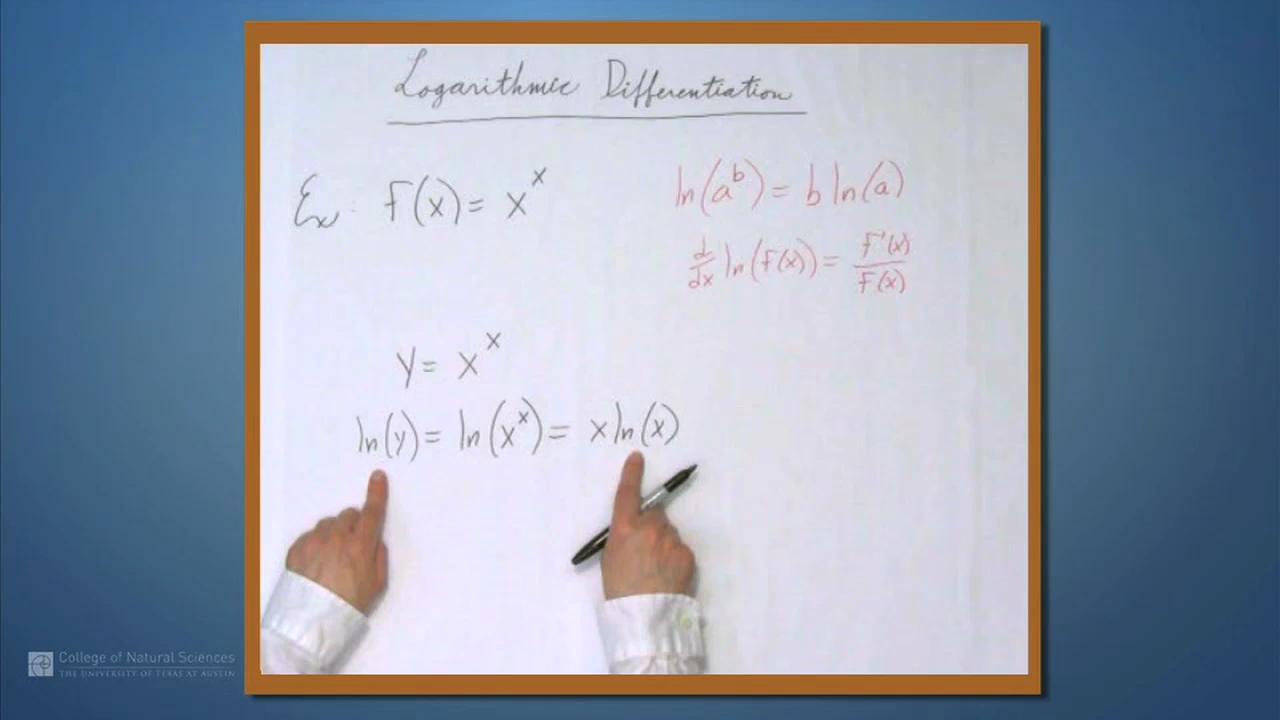 Logarithmic Differentiation
Ex: f(x) = x^x
ln(a^b) = b ln(a)
d/dx ln(f(x)) = f'(x)/f(x)
y = x^x
ln(y) = ln(x^x) = x ln(x)
College of Natural Sciences
THE UNIVERSITY OF TEXAS AT AUSTIN